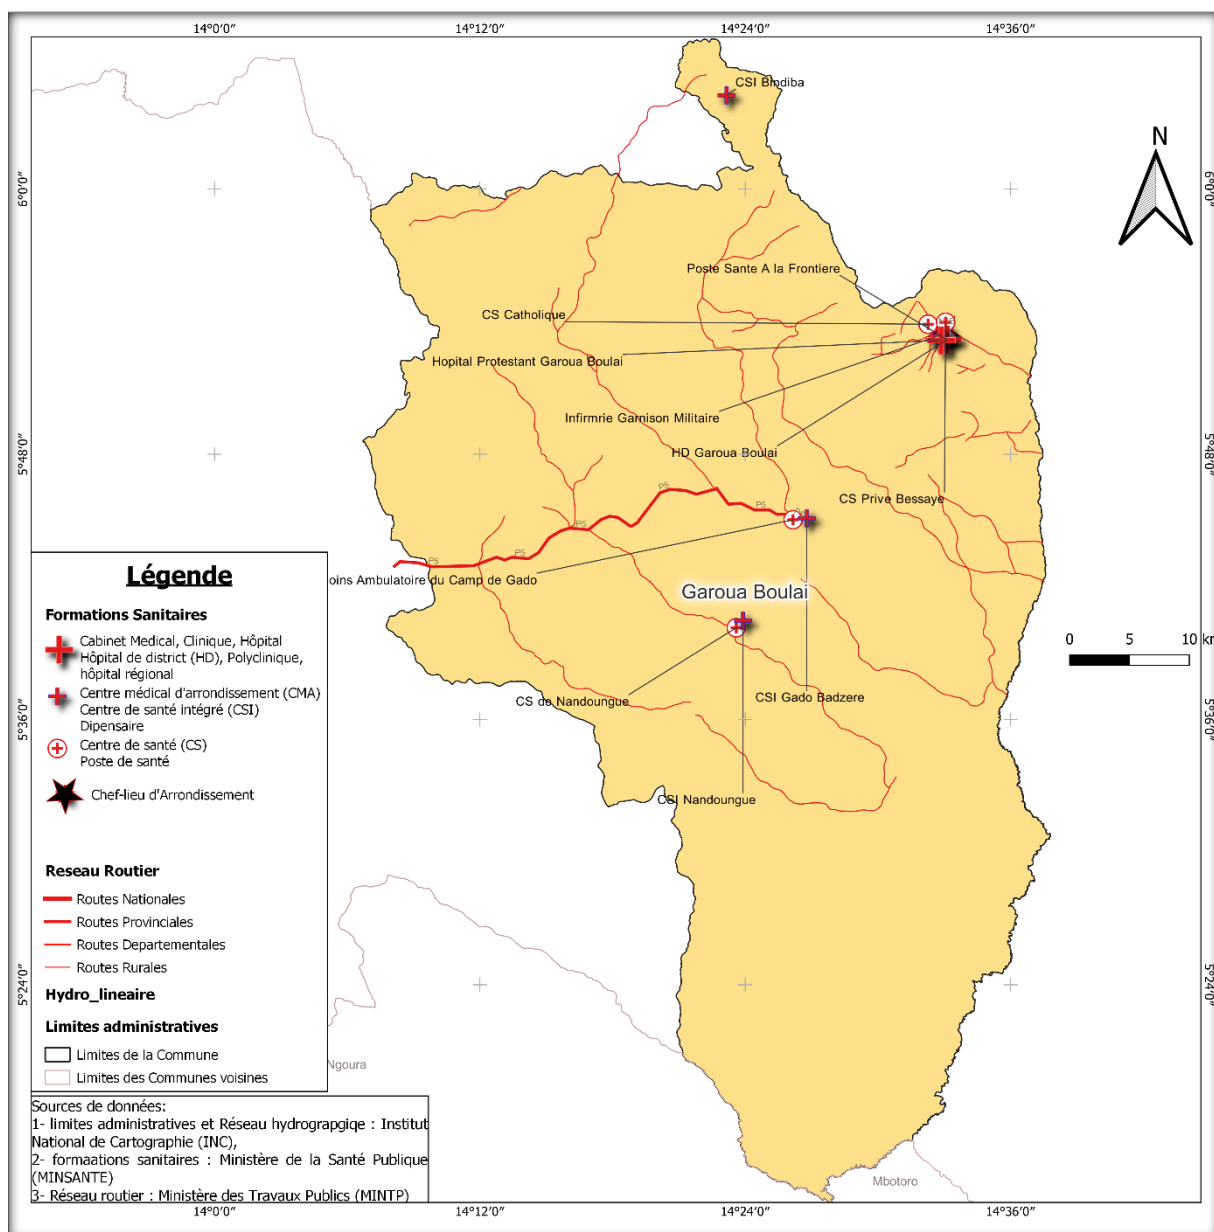 14°0′0″
14°12′0″
14°24′0″
14°36′0″
CSI Bindiba
N
6°0′0″
6°0′0″
Poste Sante A la Frontiere
CS Catholique
Hopital Protestant Garoua Boulai
Infirmrie Garnison Militaire
HD Garoua Boulai
5°48′0″
5°48′0″
CS Prive Bessaye
P5
P5
P5
P5
P5
oins Ambulatoire du Camp de Gado
Garoua Boulai
0 5 10 km
CS de Nandoungue
CSI Gado Badzere
5°36′0″
5°36′0″
CSI Nandoungue
Légende
Formations Sanitaires
Cabinet Medical, Clinique, Hôpital
Hôpital de district (HD), Polyclinique,
hôpital régional
Centre médical d'arrondissement (CMA)
Centre de santé intégré (CSI)
Dipensaire
Centre de santé (CS)
Poste de santé
Chef-lieu d'Arrondissement
Reseau Routier
Routes Nationales
Routes Provinciales
Routes Departementales
Routes Rurales
Hydro_lineaire
Limites administratives
Limites de la Commune
Limites des Communes voisines
5°24′0″
5°24′0″
Ngoura
Mbotoro
Sources de données:
1- limites administratives et Réseau hydrograpgiqe : Institut
National de Cartographie (INC),
2- formaations sanitaires : Ministère de la Santé Publique
(MINSANTE)
3- Réseau routier : Ministère des Travaux Publics (MINTP)
14°0′0″
14°12′0″
14°24′0″
14°36′0″